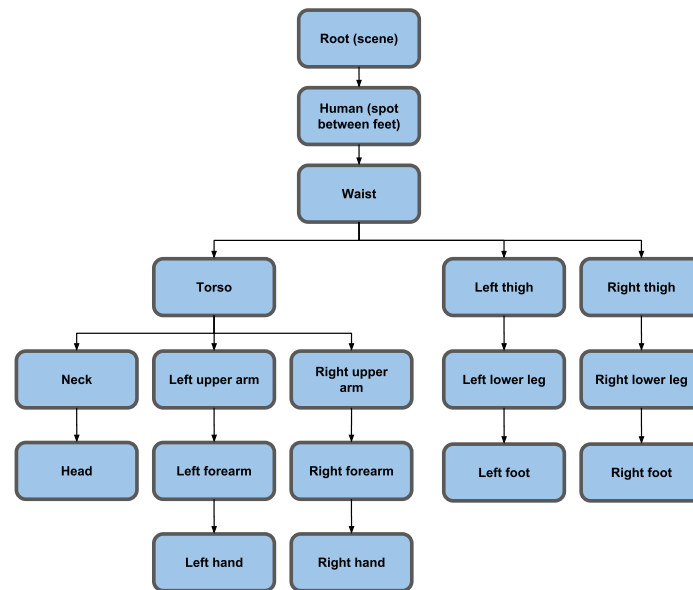 Root (scene)
Human (spot
between feet)
Waist
Torso
Left thigh
Right thigh
Neck
Left upper arm
Right upper
arm
Left lower leg
Right lower leg
Head
Left forearm
Right forearm
Left foot
Right foot
Left hand
Right hand